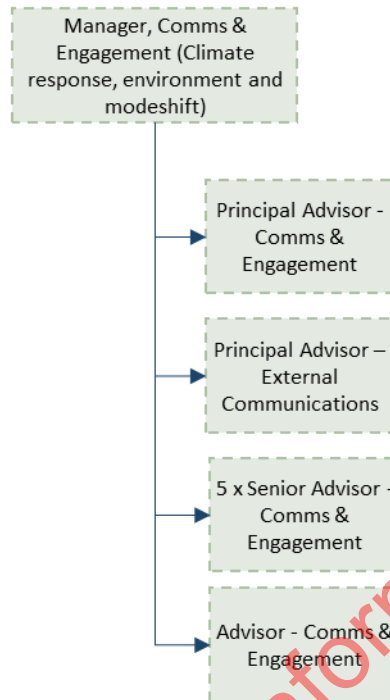 Manager, Comms &
Engagement (Climate
response, environment and
modeshift)
Principal Advisor -
Comms &
Engagement
Principal Advisor –
External
Communications
5 x Senior Advisor -
Comms &
Engagement
Advisor - Comms &
Engagement